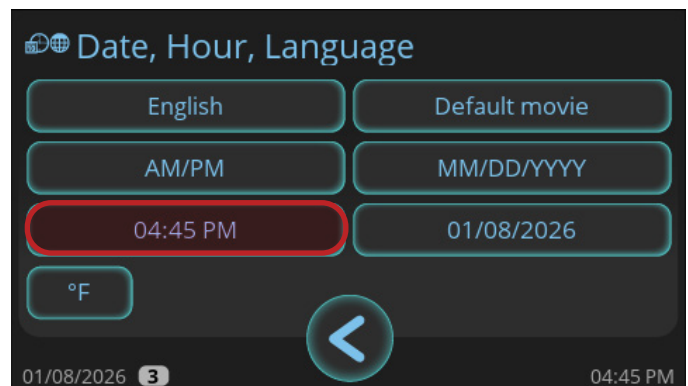 Date, Hour, Language
English
Default movie
AM/PM
MM/DD/YYYY
04:45 PM
01/08/2026
°F
01/08/2026 3
04:45 PM